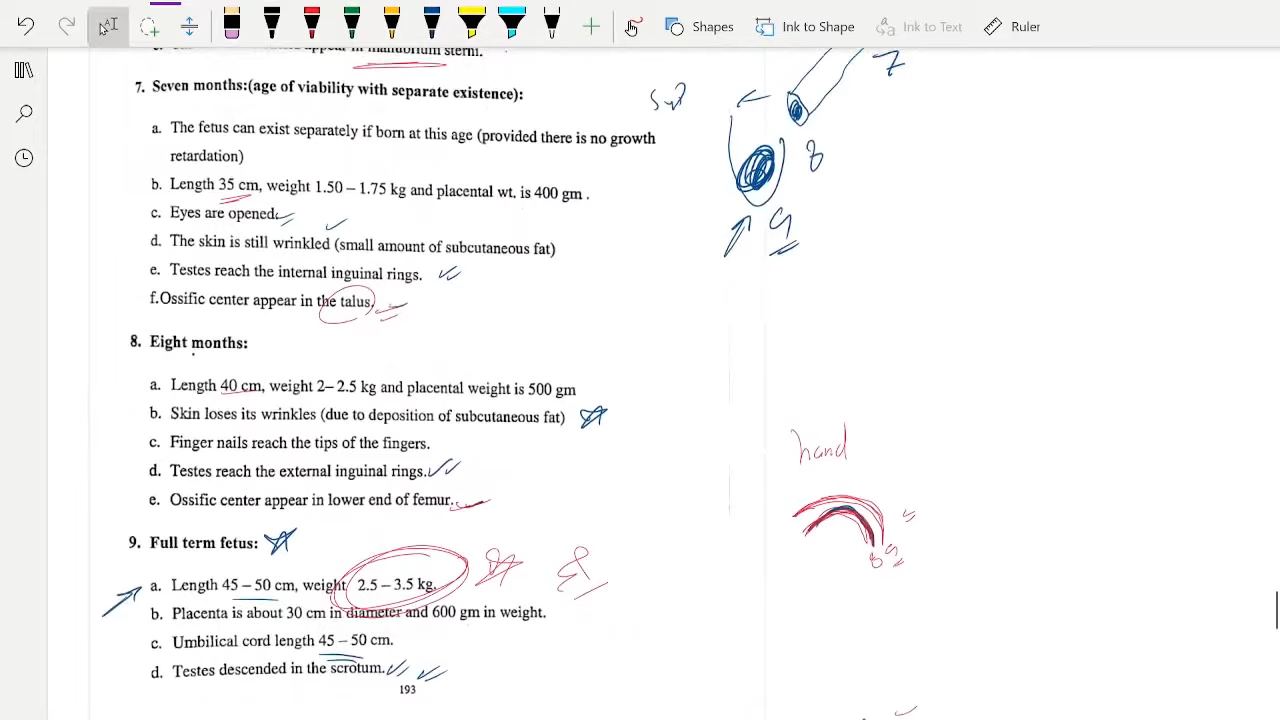 Shapes
Ink to Shape
Ink to Text
Ruler
in manubrium sterni.
7. Seven months:(age of viability with separate existence):
a. The fetus can exist separately if born at this age (provided there is no growth
retardation)
b. Length 35 cm, weight 1.50 – 1.75 kg and placental wt. is 400 gm .
c. Eyes are opened.
d. The skin is still wrinkled (small amount of subcutaneous fat)
e. Testes reach the internal inguinal rings.
f.Ossific center appear in the talus.
8. Eight months:
a. Length 40 cm, weight 2– 2.5 kg and placental weight is 500 gm
b. Skin loses its wrinkles (due to deposition of subcutaneous fat)
c. Finger nails reach the tips of the fingers.
d. Testes reach the external inguinal rings.
e. Ossific center appear in lower end of femur.
9. Full term fetus:
a. Length 45 – 50 cm, weight 2.5 – 3.5 kg.
b. Placenta is about 30 cm in diameter and 600 gm in weight.
c. Umbilical cord length 45 – 50 cm.
d. Testes descended in the scrotum.
193
7
8
9
hand
8 9